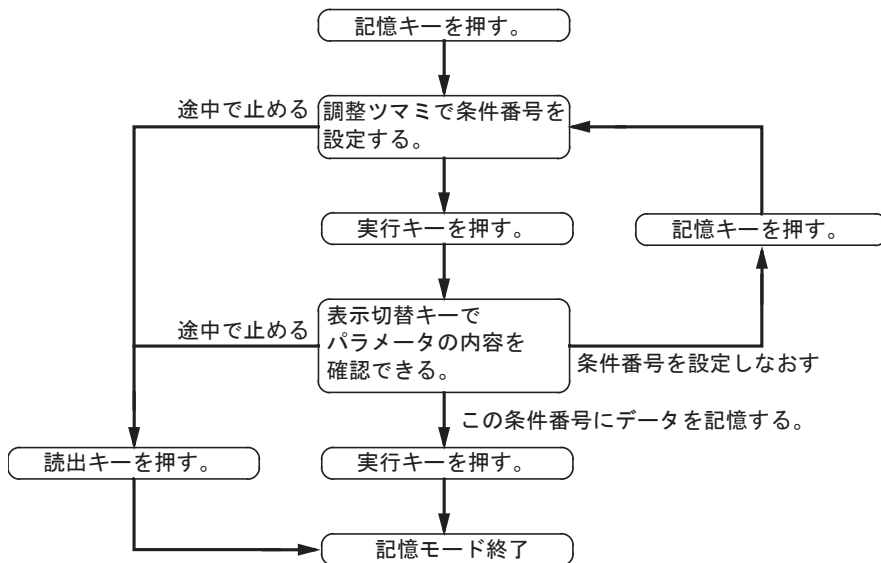 記憶キーを押す。
途中で止める
調整ツマミで条件番号を
設定する。
実行キーを押す。
記憶キーを押す。
途中で止める
表示切替キーで
パラメータの内容を
確認できる。
条件番号を設定しなおす
この条件番号にデータを記憶する。
読出キーを押す。
実行キーを押す。
記憶モード終了